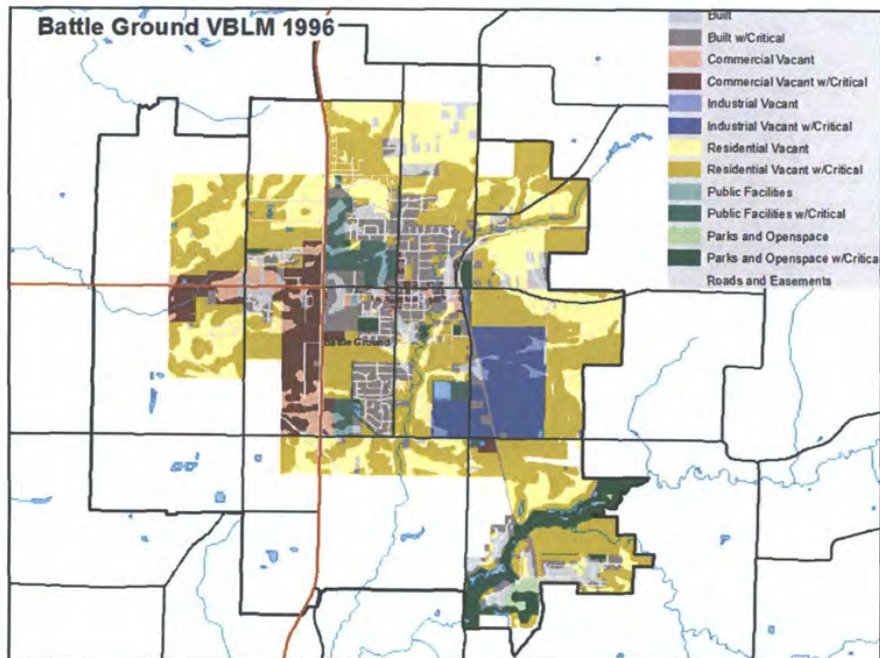 Battle Ground VBLM 1996
Built
Built w/Critical
Commercial Vacant
Commercial Vacant w/Critical
Industrial Vacant
Industrial Vacant w/Critical
Residential Vacant
Residential Vacant w/Critical
Public Facilities
Public Facilities w/Critical
Parks and Openspace
Parks and Openspace w/Critica
Roads and Easements
Battle Ground